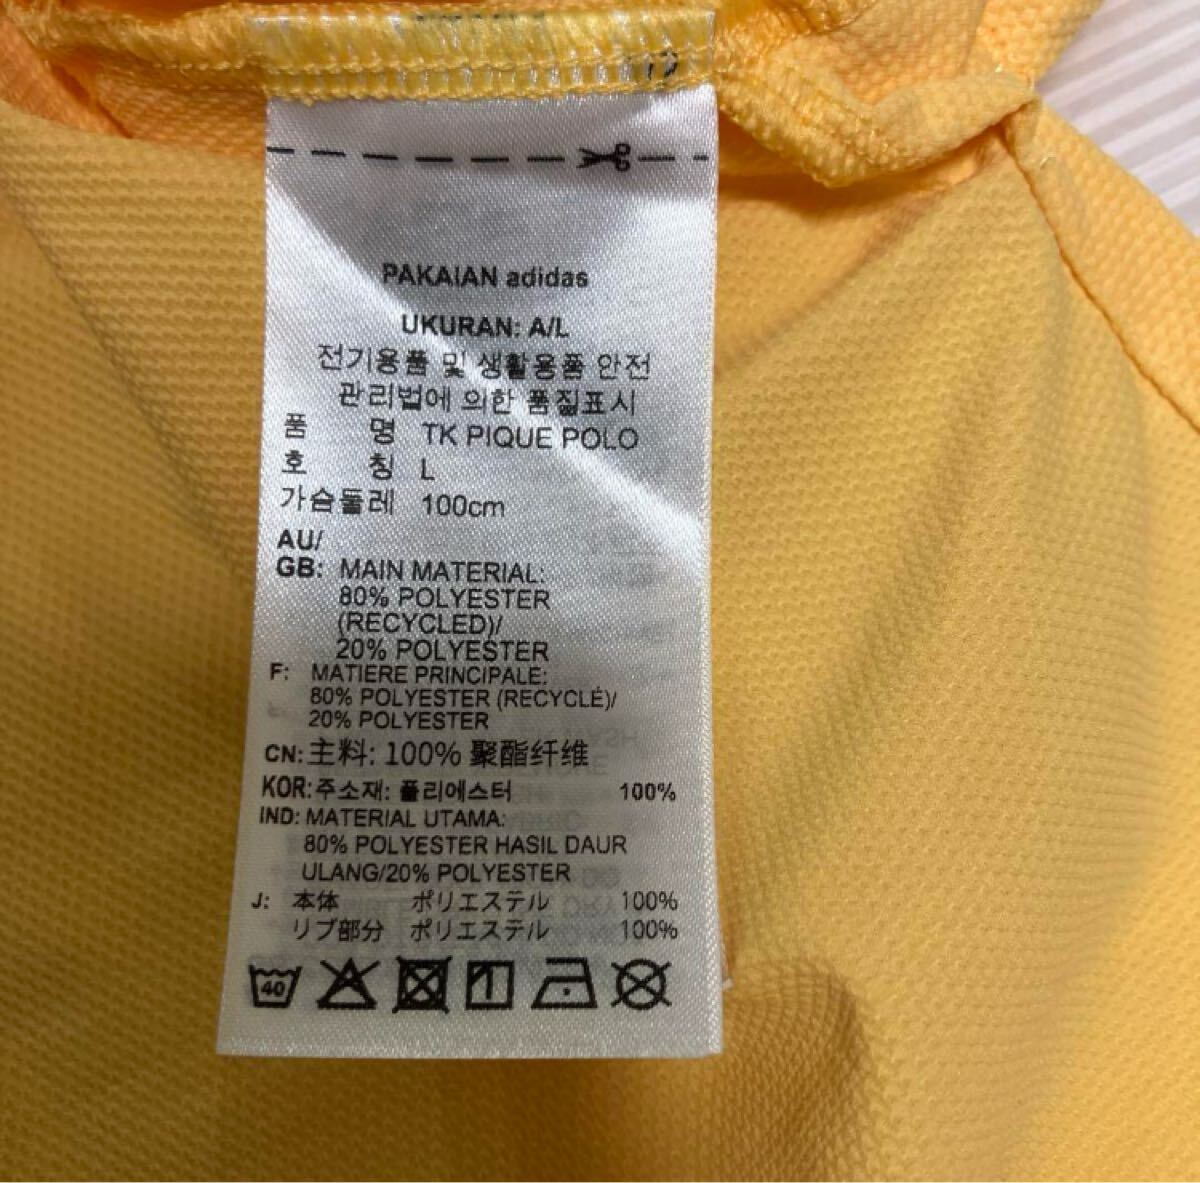 PAKAIAN adidas
UKURAN: A/L
전기용품 및 생활용품 안전
관리법에 의한 품질표시
품 명 TK PIQUE POLO
호 칭 L
가슴둘레 100cm
AU/
GB: MAIN MATERIAL:
80% POLYESTER
(RECYCLED)/
20% POLYESTER
F: MATIERE PRINCIPALE:
80% POLYESTER (RECYCLÉ)/
20% POLYESTER
CN: 主料: 100% 聚酯纤维
KOR: 주소재: 폴리에스터 100%
IND: MATERIAL UTAMA:
80% POLYESTER HASIL DAUR
ULANG/20% POLYESTER
J: 本体 ポリエステル 100%
リブ部分 ポリエステル 100%
40